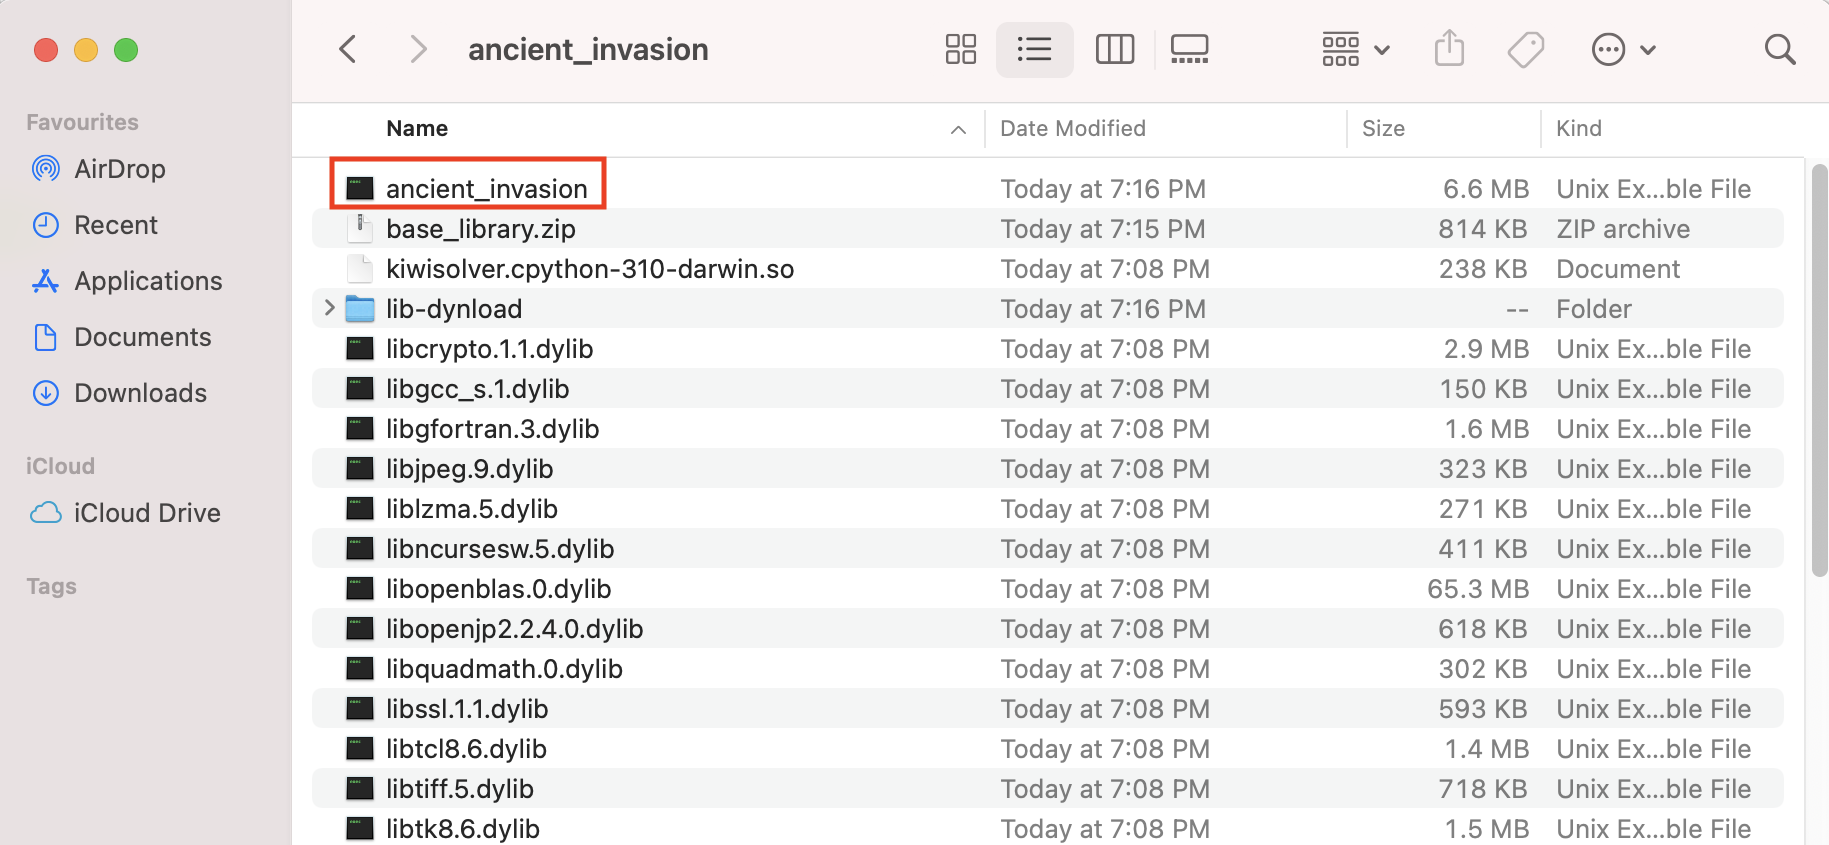 ancient_invasion
Favourites
AirDrop
Recent
Applications
Documents
Downloads
iCloud
iCloud Drive
Tags
Name Date Modified Size Kind
ancient_invasion Today at 7:16 PM 6.6 MB Unix Ex...ble File
base_library.zip Today at 7:15 PM 814 KB ZIP archive
kiwisolver.cpython-310-darwin.so Today at 7:08 PM 238 KB Document
lib-dynload Today at 7:16 PM -- Folder
libcrypto.1.1.dylib Today at 7:08 PM 2.9 MB Unix Ex...ble File
libgcc_s.1.dylib Today at 7:08 PM 150 KB Unix Ex...ble File
libgfortran.3.dylib Today at 7:08 PM 1.6 MB Unix Ex...ble File
libjpeg.9.dylib Today at 7:08 PM 323 KB Unix Ex...ble File
liblzma.5.dylib Today at 7:08 PM 271 KB Unix Ex...ble File
libncursesw.5.dylib Today at 7:08 PM 411 KB Unix Ex...ble File
libopenblas.0.dylib Today at 7:08 PM 65.3 MB Unix Ex...ble File
libopenjp2.2.4.0.dylib Today at 7:08 PM 618 KB Unix Ex...ble File
libquadmath.0.dylib Today at 7:08 PM 302 KB Unix Ex...ble File
libssl.1.1.dylib Today at 7:08 PM 593 KB Unix Ex...ble File
libtcl8.6.dylib Today at 7:08 PM 1.4 MB Unix Ex...ble File
libtiff.5.dylib Today at 7:08 PM 718 KB Unix Ex...ble File
libtk8.6.dylib Today at 7:08 PM 1.5 MB Unix Ex...ble File